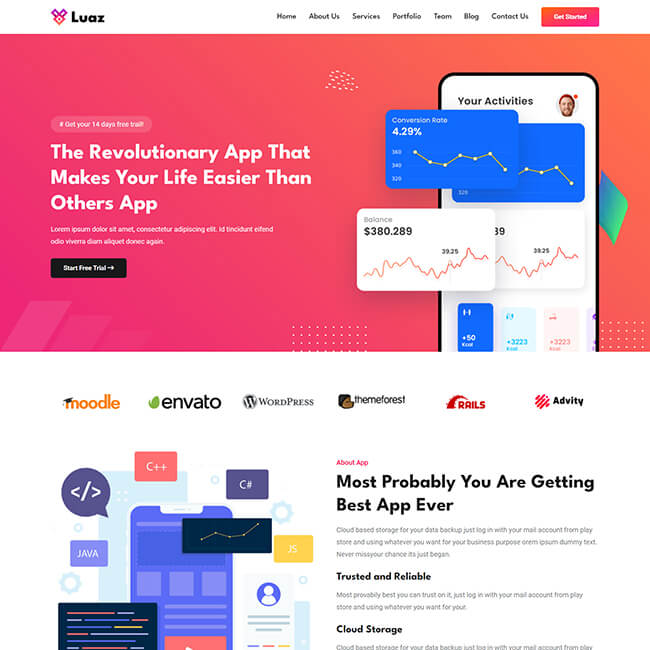 Luaz
Home About Us Services Portfolio Team Blog Contact Us Get Started
# Get your 14 days free trail!
The Revolutionary App That
Makes Your Life Easier Than
Others App
Lorem ipsum dolor sit amet, consectetur adipiscing elit. Id tincidunt eifend
odio viverra diam aliquet donec again.
Start Free Trial
Your Activities
Conversion Rate
4.29%
360
340
320
320
Balance
$380.289
39.25
39.25
89
+50
Kcal
+3223
Kcal
+3223
Kcal
moodle
envato
WORDPRESS
themeforest
RAILS
Advity
C++
C#
</>
JAVA
JS
About App
Most Probably You Are Getting
Best App Ever
Cloud based storage for your data backup just log in with your mail account from play
store and using whatever you want for your business purpose orem ipsum dummy text.
Never missyour chance its just began.
Trusted and Reliable
Most provably best you can trust on it, just log in with your mail account from play
store and using whatever you want for your.
Cloud Storage
Cloud based storage for your data backup just log in with your mail account from play